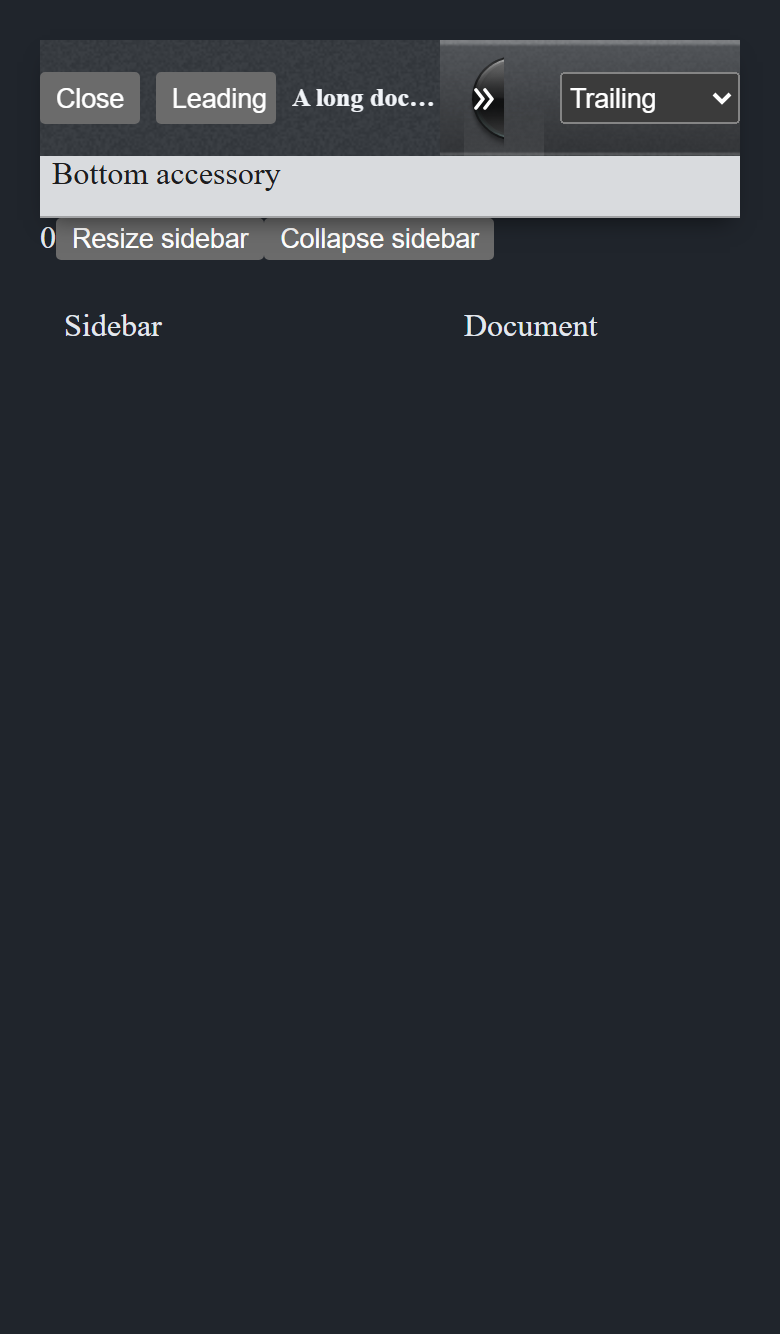 Close Leading A long doc… » Trailing
Bottom accessory
0 Resize sidebar Collapse sidebar
Sidebar Document